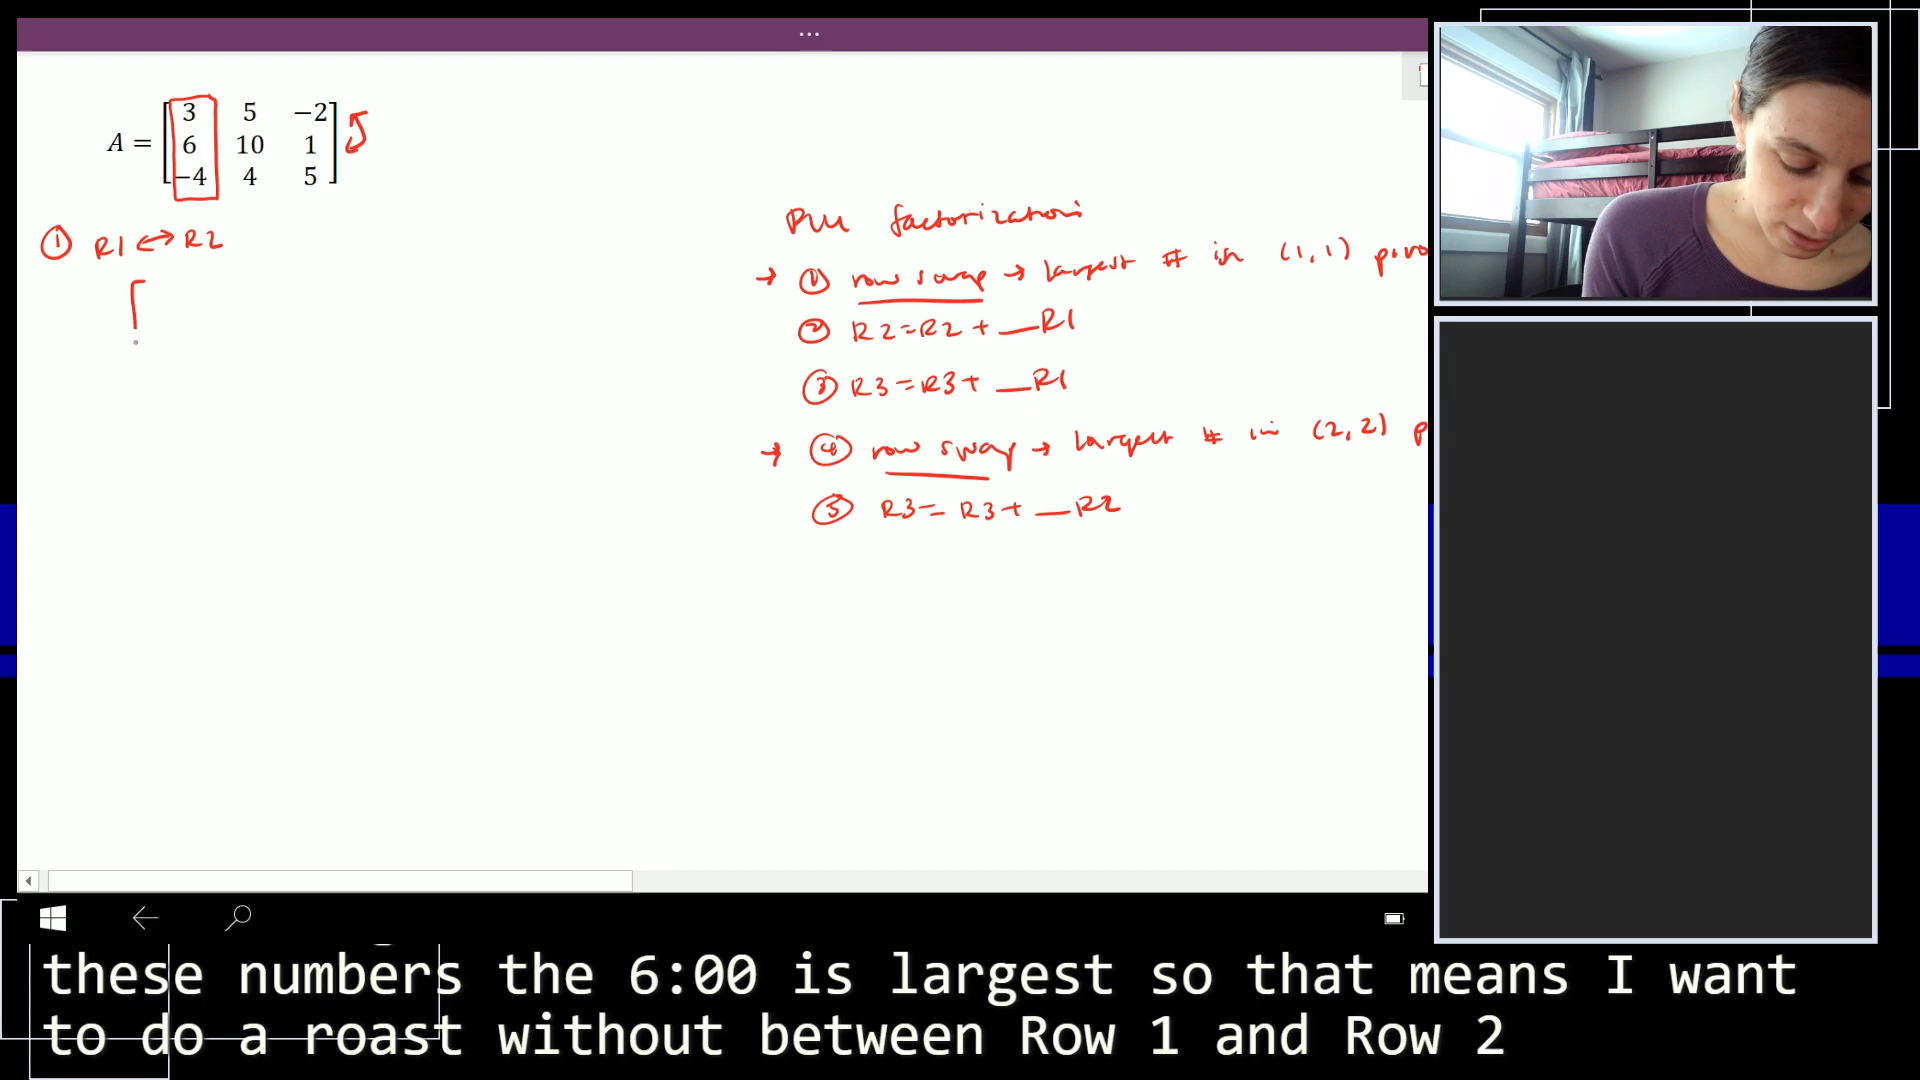 ...
A = [3 5 −2
6 10 1
−4 4 5]
① R1 ↔ R2
[
PLU factorization
→ ① row swap → largest # in (1,1) pivo
② R2=R2 + __R1
③ R3=R3+ __R1
→ ④ row swap → largest # in (2,2) p
⑤ R3= R3+ __R2
these numbers the 6:00 is largest so that means I want
to do a roast without between Row 1 and Row 2